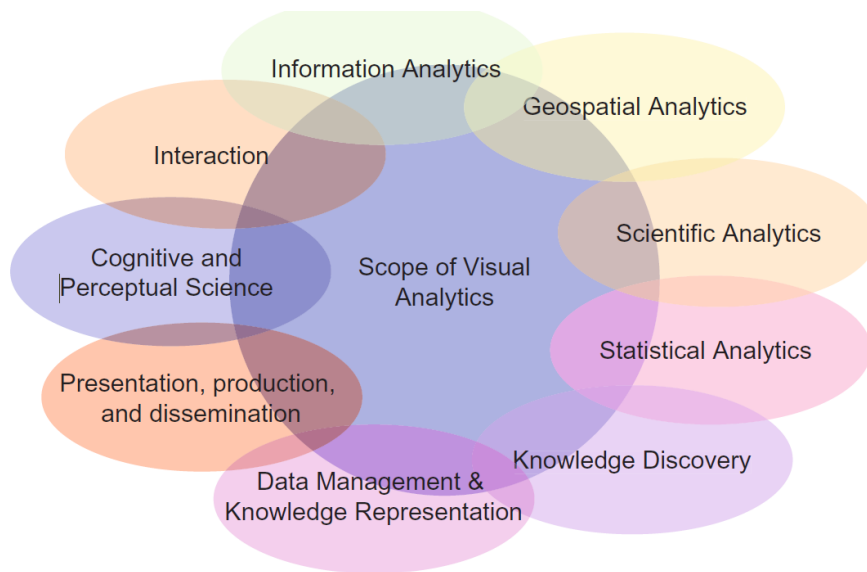 Information Analytics
Geospatial Analytics
Interaction
Scientific Analytics
Cognitive and
Perceptual Science
Scope of Visual
Analytics
Statistical Analytics
Presentation, production,
and dissemination
Knowledge Discovery
Data Management &
Knowledge Representation